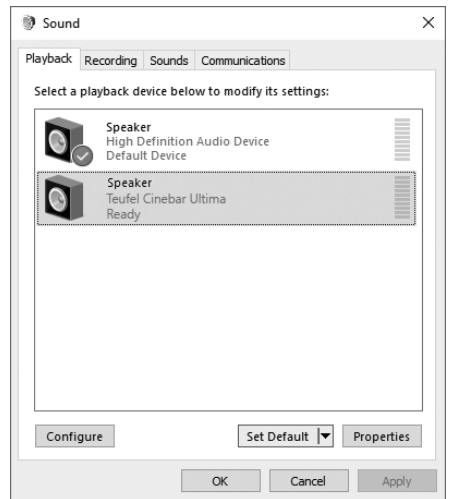 Sound
Playback Recording Sounds Communications
Select a playback device below to modify its settings:
Speaker
High Definition Audio Device
Default Device
Speaker
Teufel Cinebar Ultima
Ready
Configure Set Default Properties
OK Cancel Apply